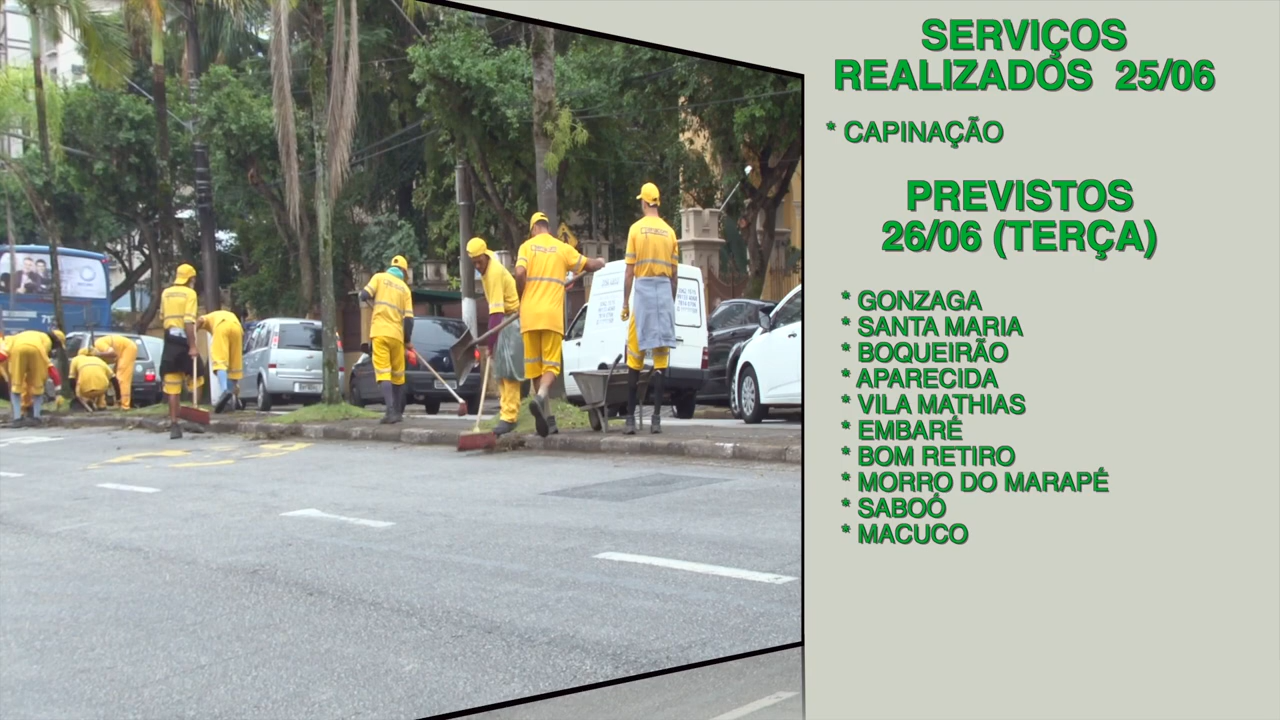 SERVIÇOS
REALIZADOS 25/06
* CAPINAÇÃO
PREVISTOS
26/06 (TERÇA)
* GONZAGA
* SANTA MARIA
* BOQUEIRÃO
* APARECIDA
* VILA MATHIAS
* EMBARÉ
* BOM RETIRO
* MORRO DO MARAPÉ
* SABOÓ
* MACUCO